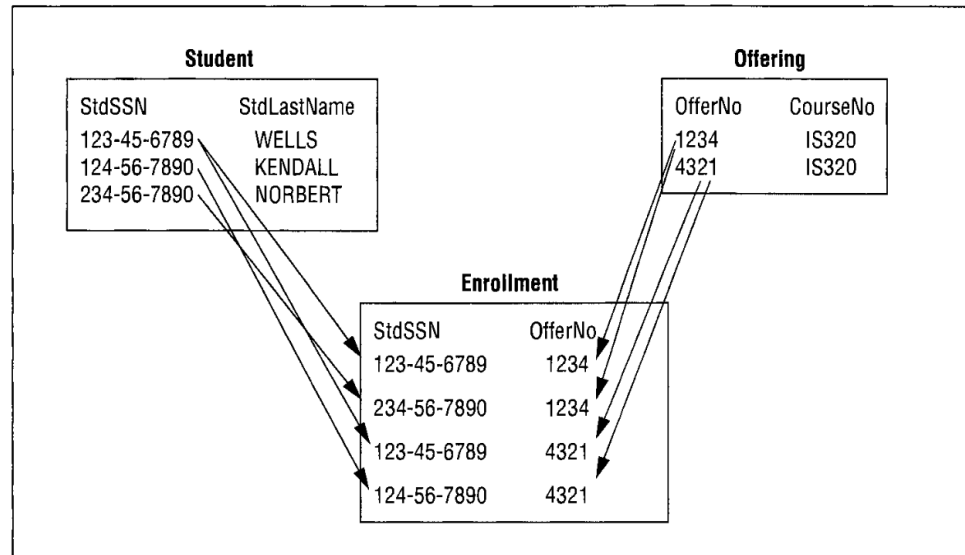 Student
StdSSN StdLastName
123-45-6789 WELLS
124-56-7890 KENDALL
234-56-7890 NORBERT
Offering
OfferNo CourseNo
1234 IS320
4321 IS320
Enrollment
StdSSN OfferNo
123-45-6789 1234
234-56-7890 1234
123-45-6789 4321
124-56-7890 4321